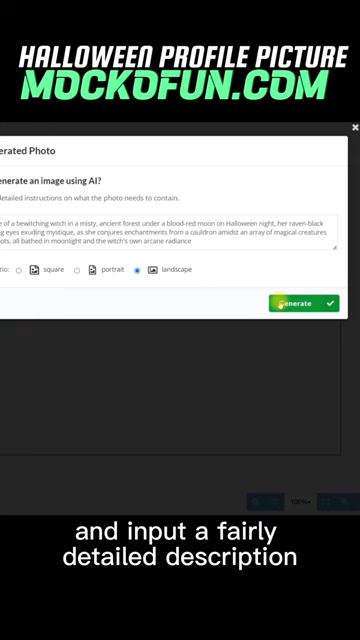 HALLOWEEN PROFILE PICTURE
MOCKOFUN.COM
erated Photo
enerate an image using AI?
detailed instructions on what the photo needs to contain.
e of a bewitching witch in a misty, ancient forest under a blood-red moon on Halloween night, her raven-black
g eyes exuding mystique, as she conjures enchantments from a cauldron amidst an array of magical creatures
ots, all bathed in moonlight and the witch's own arcane radiance
tio: square portrait landscape
Generate
100%
and input a fairly
detailed description